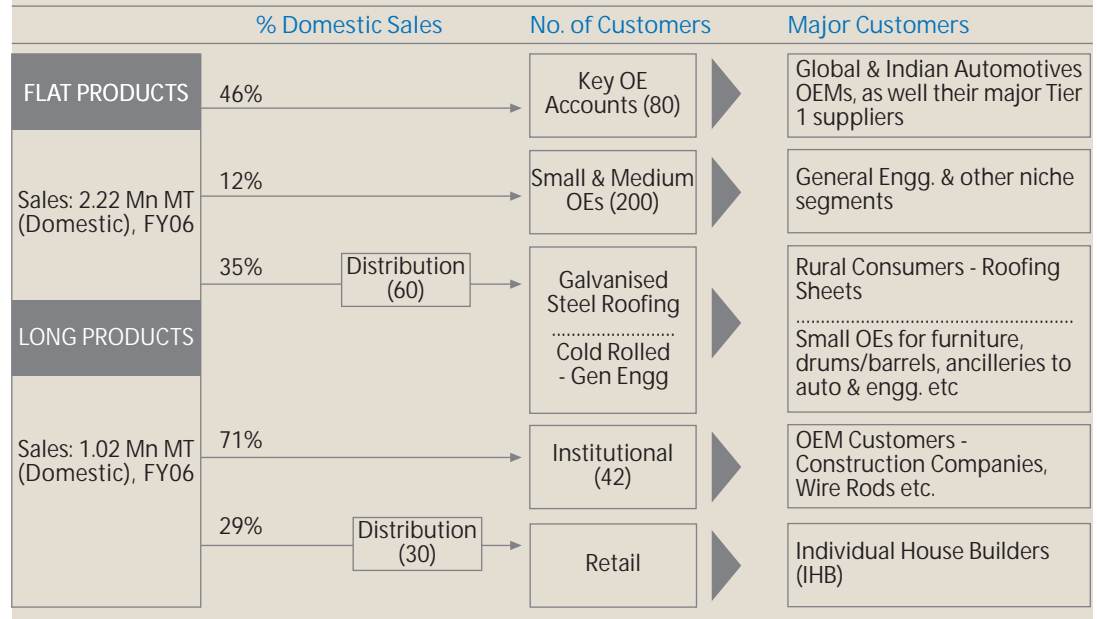 % Domestic Sales
No. of Customers
Major Customers
FLAT PRODUCTS
46%
Key OE
Accounts (80)
Global & Indian Automotives
OEMs, as well their major Tier
1 suppliers
Sales: 2.22 Mn MT
(Domestic), FY06
12%
Small & Medium
OEs (200)
General Engg. & other niche
segments
35%
Distribution
(60)
Galvanised
Steel Roofing
..............................
Cold Rolled
- Gen Engg
Rural Consumers - Roofing
Sheets
....................................................................
Small OEs for furniture,
drums/barrels, ancilleries to
auto & engg. etc
LONG PRODUCTS
Sales: 1.02 Mn MT
(Domestic), FY06
71%
Institutional
(42)
OEM Customers -
Construction Companies,
Wire Rods etc.
29%
Distribution
(30)
Retail
Individual House Builders
(IHB)